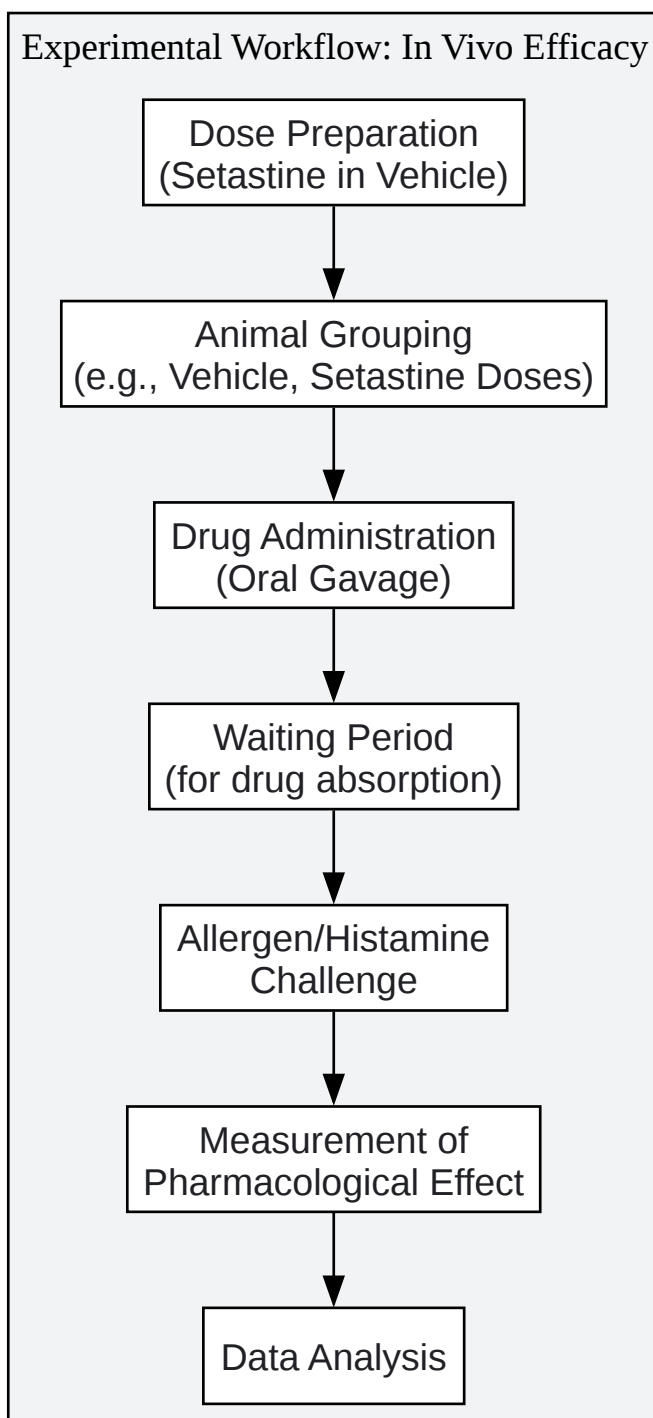 Experimental Workflow: In Vivo Efficacy
Dose Preparation
(Setastine in Vehicle)
Animal Grouping
(e.g., Vehicle, Setastine Doses)
Drug Administration
(Oral Gavage)
Waiting Period
(for drug absorption)
Allergen/Histamine
Challenge
Measurement of
Pharmacological Effect
Data Analysis